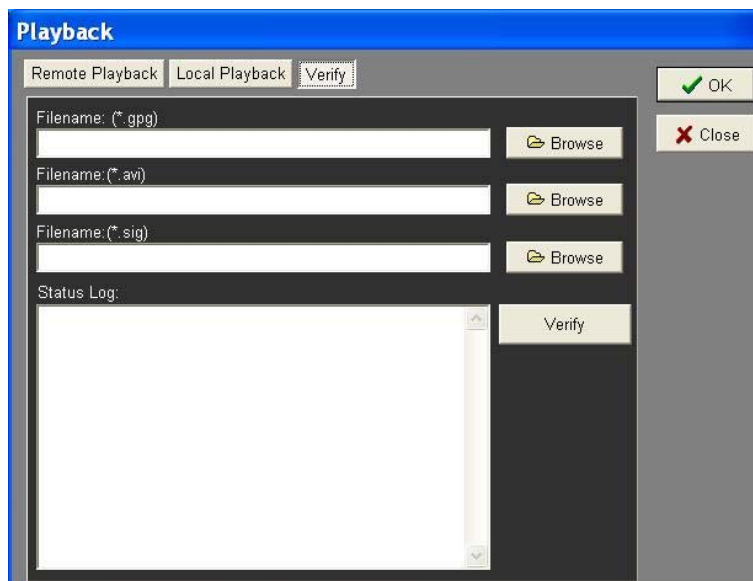 Playback
Remote Playback Local Playback Verify
OK
Close
Filename: (*.gpg)
Browse
Filename:(*.avi)
Browse
Filename:(*.sig)
Browse
Status Log:
Verify